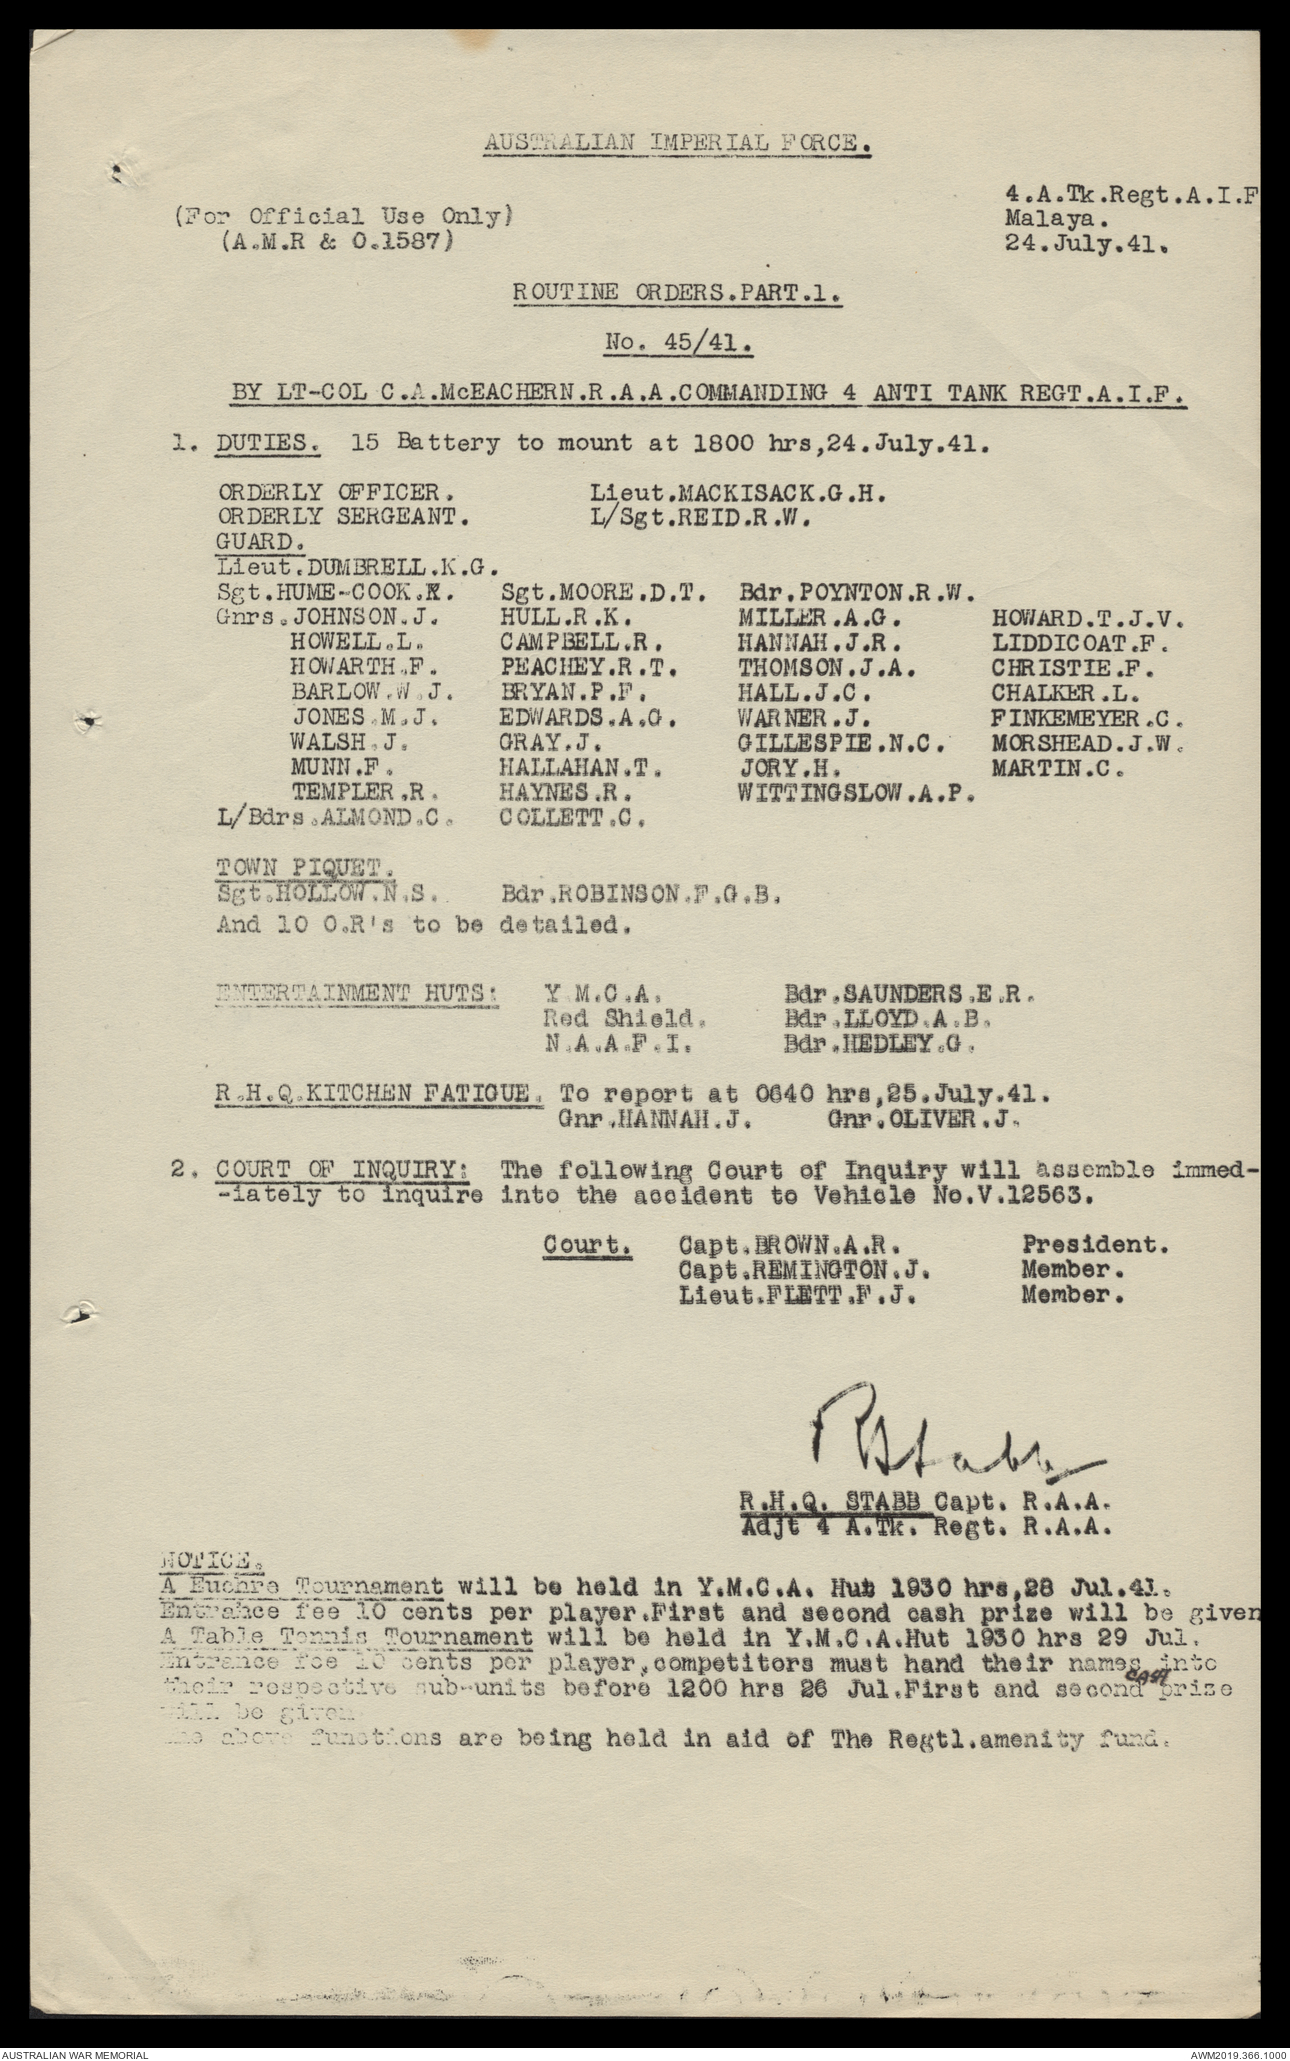 AUSTRALIAN IMPERIAL FORCE.
4.A.Tk.Regt.A.I.F
(For Official Use Only) Malaya.
(A.M.R & O.1587) 24.July.41.
ROUTINE ORDERS.PART.1.
No. 45/41.
BY LT-COL C.A.McEACHERN.R.A.A.COMMANDING 4 ANTI TANK REGT.A.I.F.
1. DUTIES. 15 Battery to mount at 1800 hrs,24.July.41.
ORDERLY OFFICER. Lieut.MACKISACK.G.H.
ORDERLY SERGEANT. L/Sgt.REID.R.W.
GUARD.
Lieut.DUMBRELL.K.G.
Sgt.HUME-COOK. Sgt.MOORE.D.T. Bdr.POYNTON.R.W.
Gnrs.JOHNSON.J. HULL.R.K. MILLER.A.G. HOWARD.T.J.V.
HOWELL.L. CAMPBELL.R. HANNAH.J.R. LIDDICOAT.F.
HOWARTH.F. PEACHEY.R.T. THOMSON.J.A. CHRISTIE.F.
BARLOW.W.J. BRYAN.P.F. HALL.J.C. CHALKER.L.
JONES.M.J. EDWARDS.A.G. WARNER.J. FINKEMEYER.C.
WALSH.J. GRAY.J. GILLESPIE.N.C. MORSHEAD.J.W.
MUNN.F. HALLAHAN.T. JORY.H. MARTIN.C.
TEMPLER.R. HAYNES.R. WITTINGSLOW.A.P.
L/Bdrs.ALMOND.C. COLLETT.C.
TOWN PIQUET.
Sgt.HOLLOW.N.S. Bdr.ROBINSON.F.G.B.
And 10 O.R's to be detailed.
ENTERTAINMENT HUTS: Y M.C.A. Bdr.SAUNDERS.E.R.
Red Shield. Bdr.LLOYD.A.B.
N.A.A.F.I. Bdr.HEDLEY.G.
R.H.Q.KITCHEN FATIGUE. To report at 0640 hrs,25.July.41.
Gnr.HANNAH.J. Gnr.OLIVER.J.
2. COURT OF INQUIRY: The following Court of Inquiry will assemble immed-
-iately to inquire into the accident to Vehicle No.V.12563.
Court. Capt.BROWN.A.R. President.
Capt.REMINGTON.J. Member.
Lieut.FLETT.F.J. Member.
RHStabb
R.H.Q. STABB Capt. R.A.A.
Adjt 4 A.Tk. Regt. R.A.A.
NOTICE.
A Euchre Tournament will be held in Y.M.C.A. Hut 1930 hrs,28 Jul.41.
Entrance fee 10 cents per player.First and second cash prize will be given
A Table Tennis Tournament will be held in Y.M.C.A.Hut 1930 hrs 29 Jul.
Entrance fee 10 cents per player,competitors must hand their names into
their respective sub-units before 1200 hrs 26 Jul.First and second cash prize
will be given
The above functions are being held in aid of The Regtl.amenity fund.
AUSTRALIAN WAR MEMORIAL AWM2019.366.1000